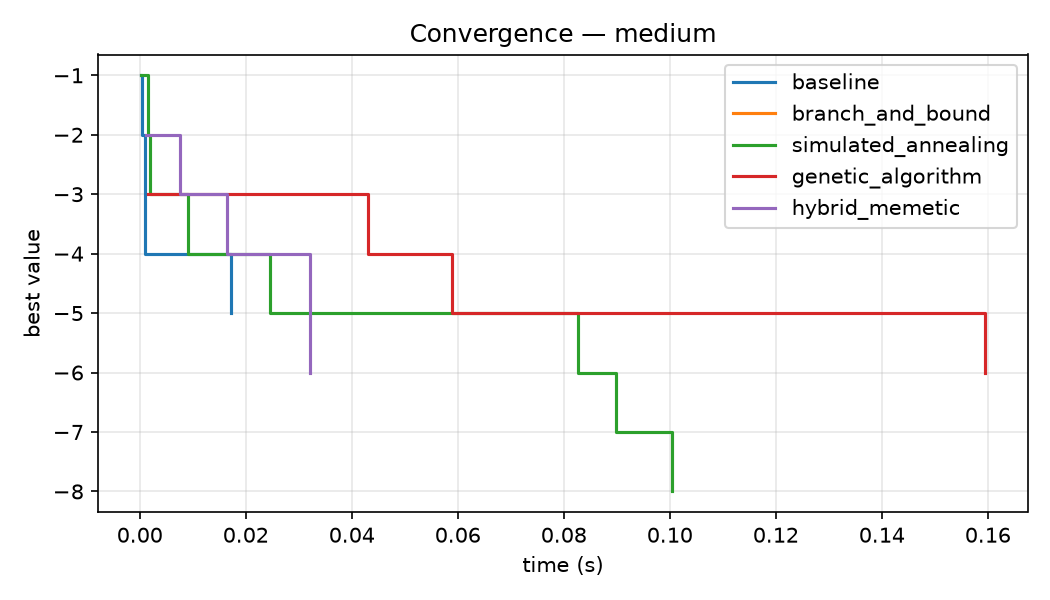 Convergence — medium
baseline
branch_and_bound
simulated_annealing
genetic_algorithm
hybrid_memetic
best value
−1
−2
−3
−4
−5
−6
−7
−8
0.00 0.02 0.04 0.06 0.08 0.10 0.12 0.14 0.16
time (s)